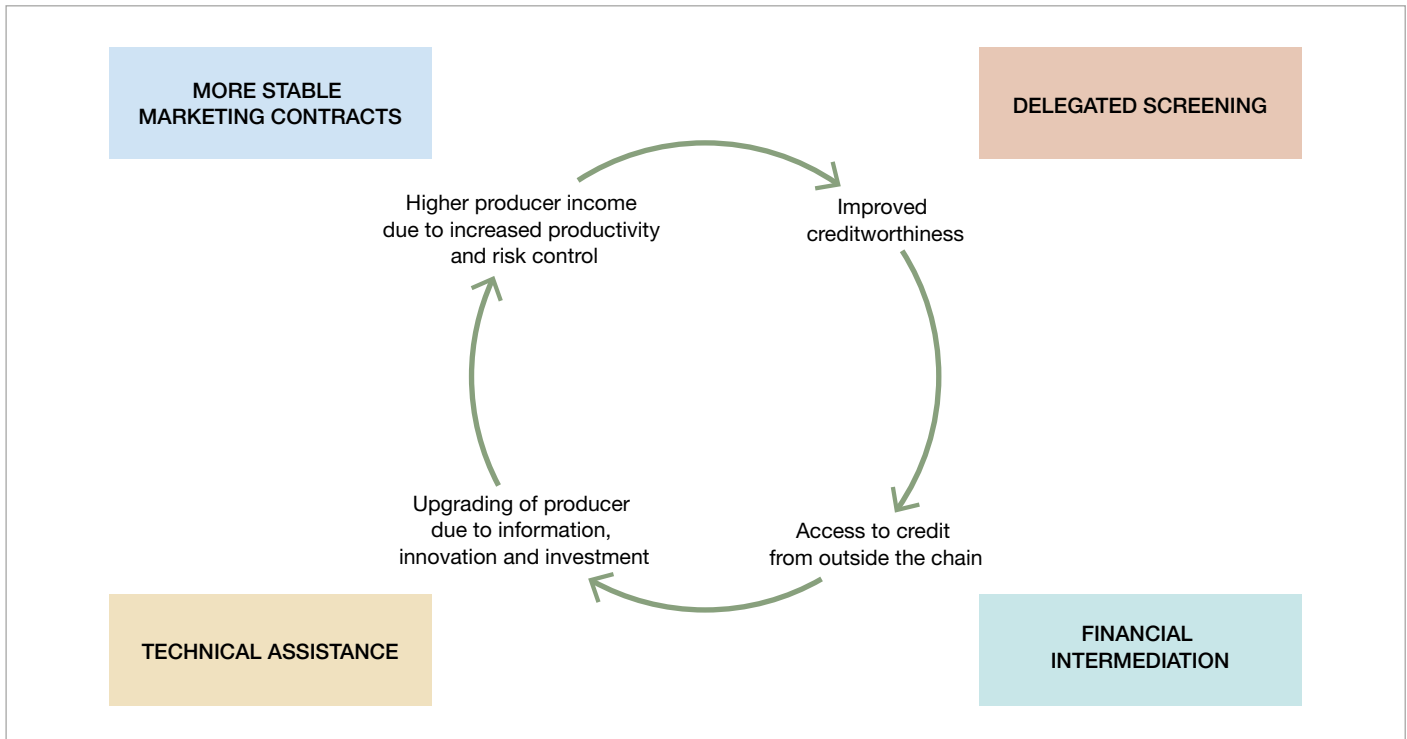 MORE STABLE
MARKETING CONTRACTS
DELEGATED SCREENING
Higher producer income
due to increased productivity
and risk control
Improved
creditworthiness
Upgrading of producer
due to information,
innovation and investment
Access to credit
from outside the chain
TECHNICAL ASSISTANCE
FINANCIAL
INTERMEDIATION